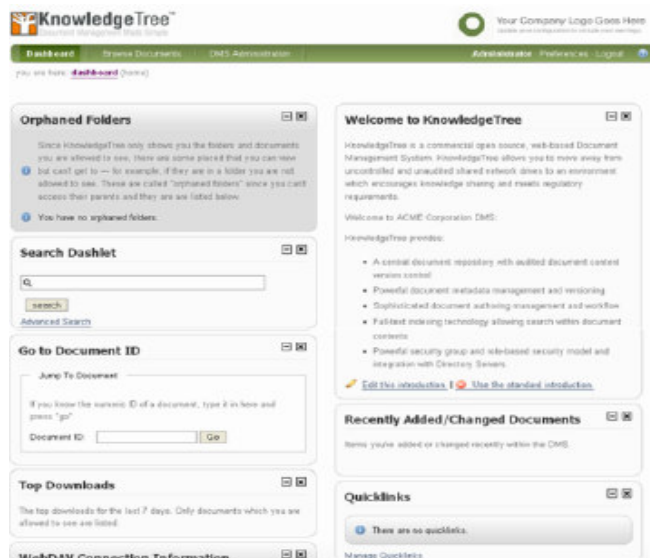 KnowledgeTree™
Document Management Made Simple
Your Company Logo Goes Here
Dashboard Browse Documents DMS Administration
Administrator Preferences · Logout
you are here: dashboard (home)
Orphaned Folders
Since KnowledgeTree only shows you the folders and documents
you are allowed to see, there are some placed that you can view
but can't get to — for example, if they are in a folder you are not
allowed to see. These are called "orphaned folders" since you can't
access their parents and they are are listed below.
You have no orphaned folders.
Search Dashlet
search
Advanced Search
Go to Document ID
Jump To Document
If you know the numeric ID of a document, type it in here and
press "go"
Document ID: Go
Top Downloads
The top downloads for the last 7 days. Only documents which you are
allowed to see are listed.
WebDAV Connection Information
Welcome to KnowledgeTree
KnowledgeTree is a commercial open source, web-based Document
Management System. KnowledgeTree allows you to move away from
uncontrolled and unaudited shared network drives to an environment
which encourages knowledge sharing and meets regulatory
requirements.
Welcome to ACME Corporation DMS:
KnowledgeTree provides:
A central document repository with audited document content
version control
Powerful document metadata management and versioning
Sophisticated document authoring management and workflow
Full-text indexing technology allowing search within document
contents
Powerful security group and role-based security model and
integration with Directory Servers.
Edit this introduction. | Use the standard introduction.
Recently Added/Changed Documents
Items you've added or changed recently within the DMS.
Quicklinks
There are no quicklinks.
Manage Quicklinks